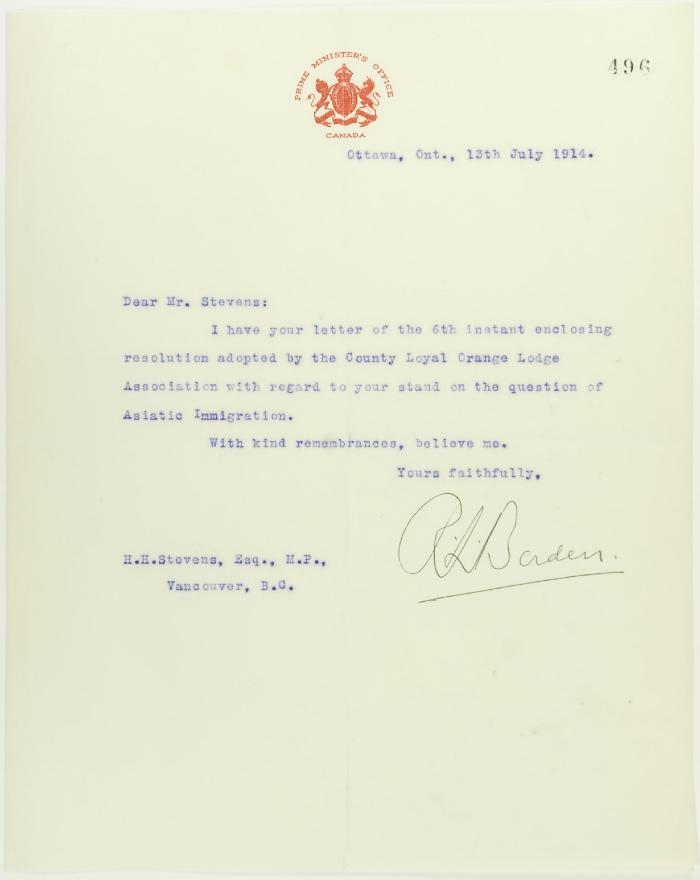 496
PRIME MINISTER'S OFFICE
CANADA
Ottawa, Ont., 13th July 1914.
Dear Mr. Stevens:
I have your letter of the 6th instant enclosing
resolution adopted by the County Loyal Orange Lodge
Association with regard to your stand on the question of
Asiatic Immigration.
With kind remembrances, believe me.
Yours faithfully,
R.L. Borden.
H.H.Stevens, Esq., M.P.,
Vancouver, B.C.